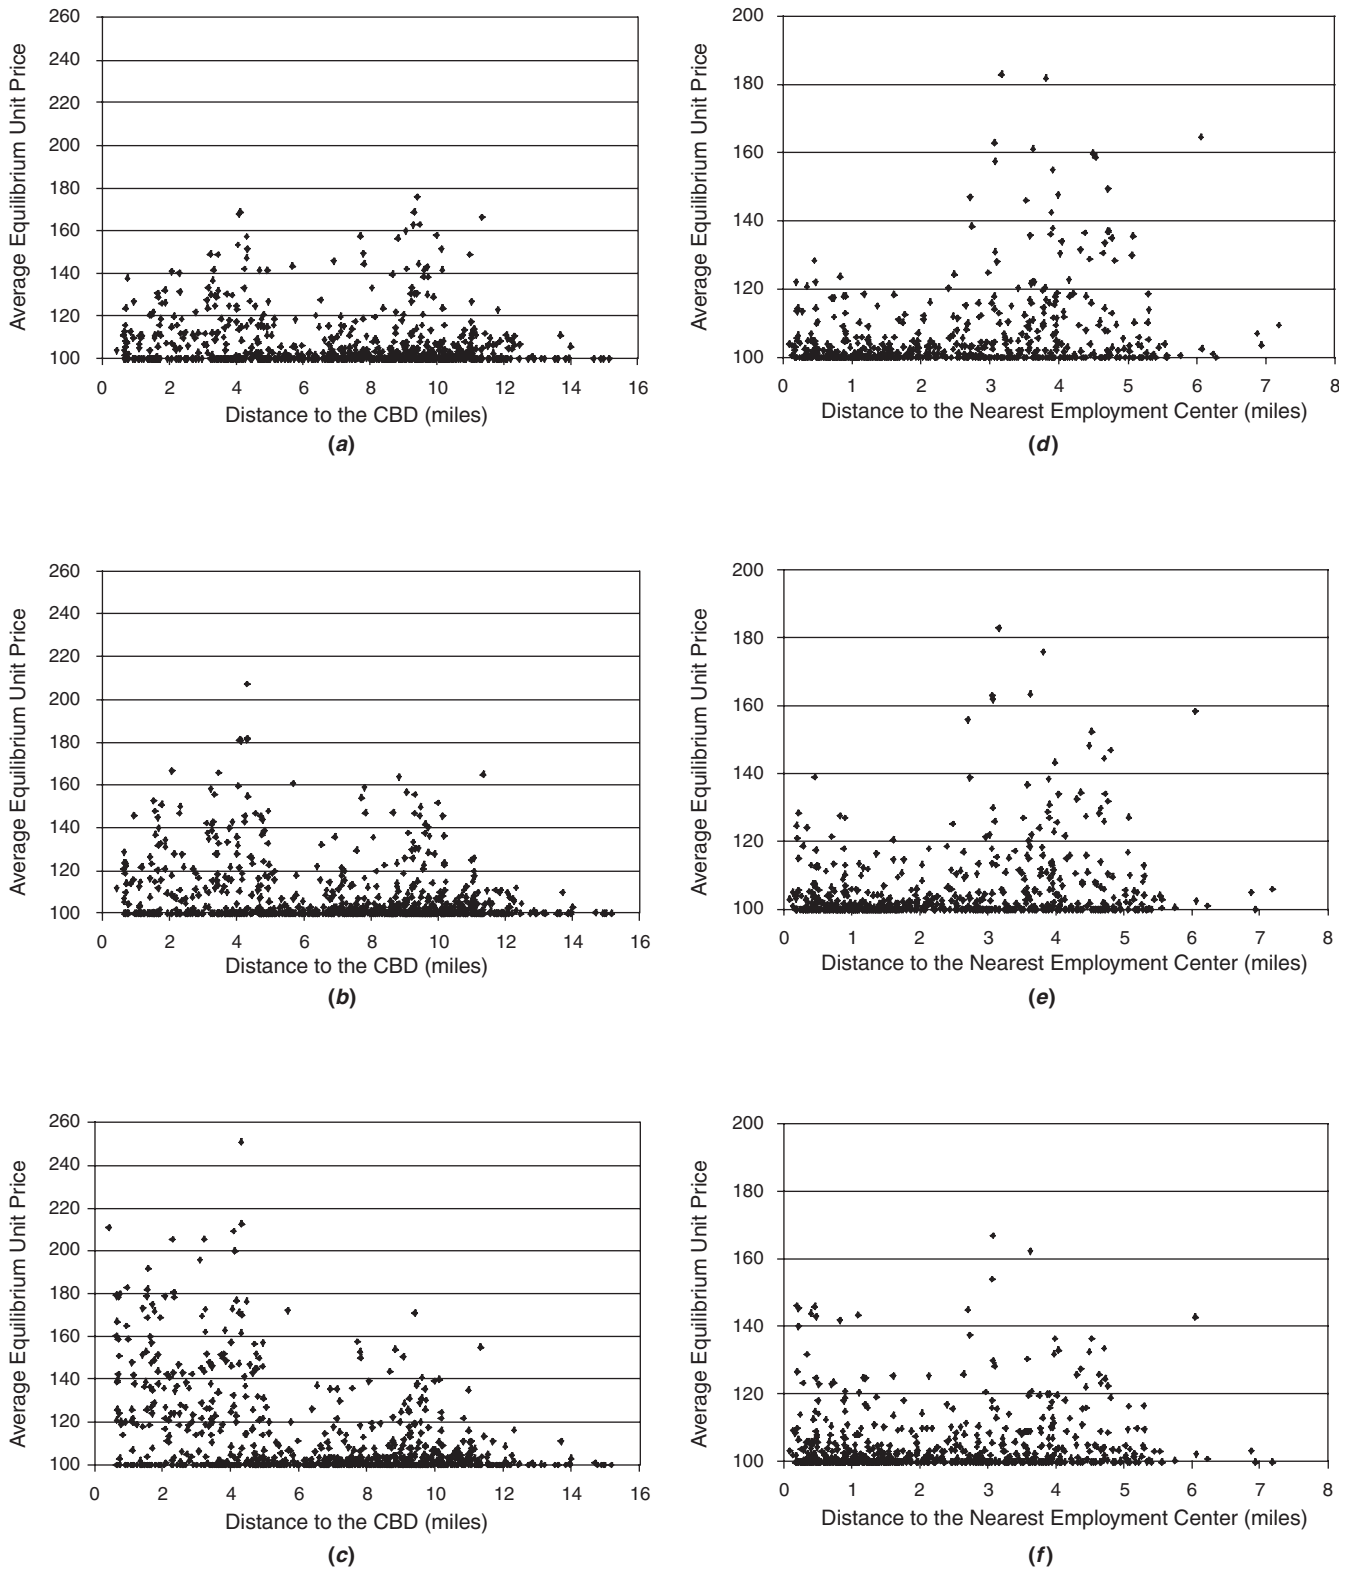 Average Equilibrium Unit Price
260
240
220
200
180
160
140
120
100
0 2 4 6 8 10 12 14 16
Distance to the CBD (miles)
(a)
Average Equilibrium Unit Price
200
180
160
140
120
100
0 1 2 3 4 5 6 7 8
Distance to the Nearest Employment Center (miles)
(d)
Average Equilibrium Unit Price
260
240
220
200
180
160
140
120
100
0 2 4 6 8 10 12 14 16
Distance to the CBD (miles)
(b)
Average Equilibrium Unit Price
200
180
160
140
120
100
0 1 2 3 4 5 6 7 8
Distance to the Nearest Employment Center (miles)
(e)
Average Equilibrium Unit Price
260
240
220
200
180
160
140
120
100
0 2 4 6 8 10 12 14 16
Distance to the CBD (miles)
(c)
Average Equilibrium Unit Price
200
180
160
140
120
100
0 1 2 3 4 5 6 7 8
Distance to the Nearest Employment Center (miles)
(f)